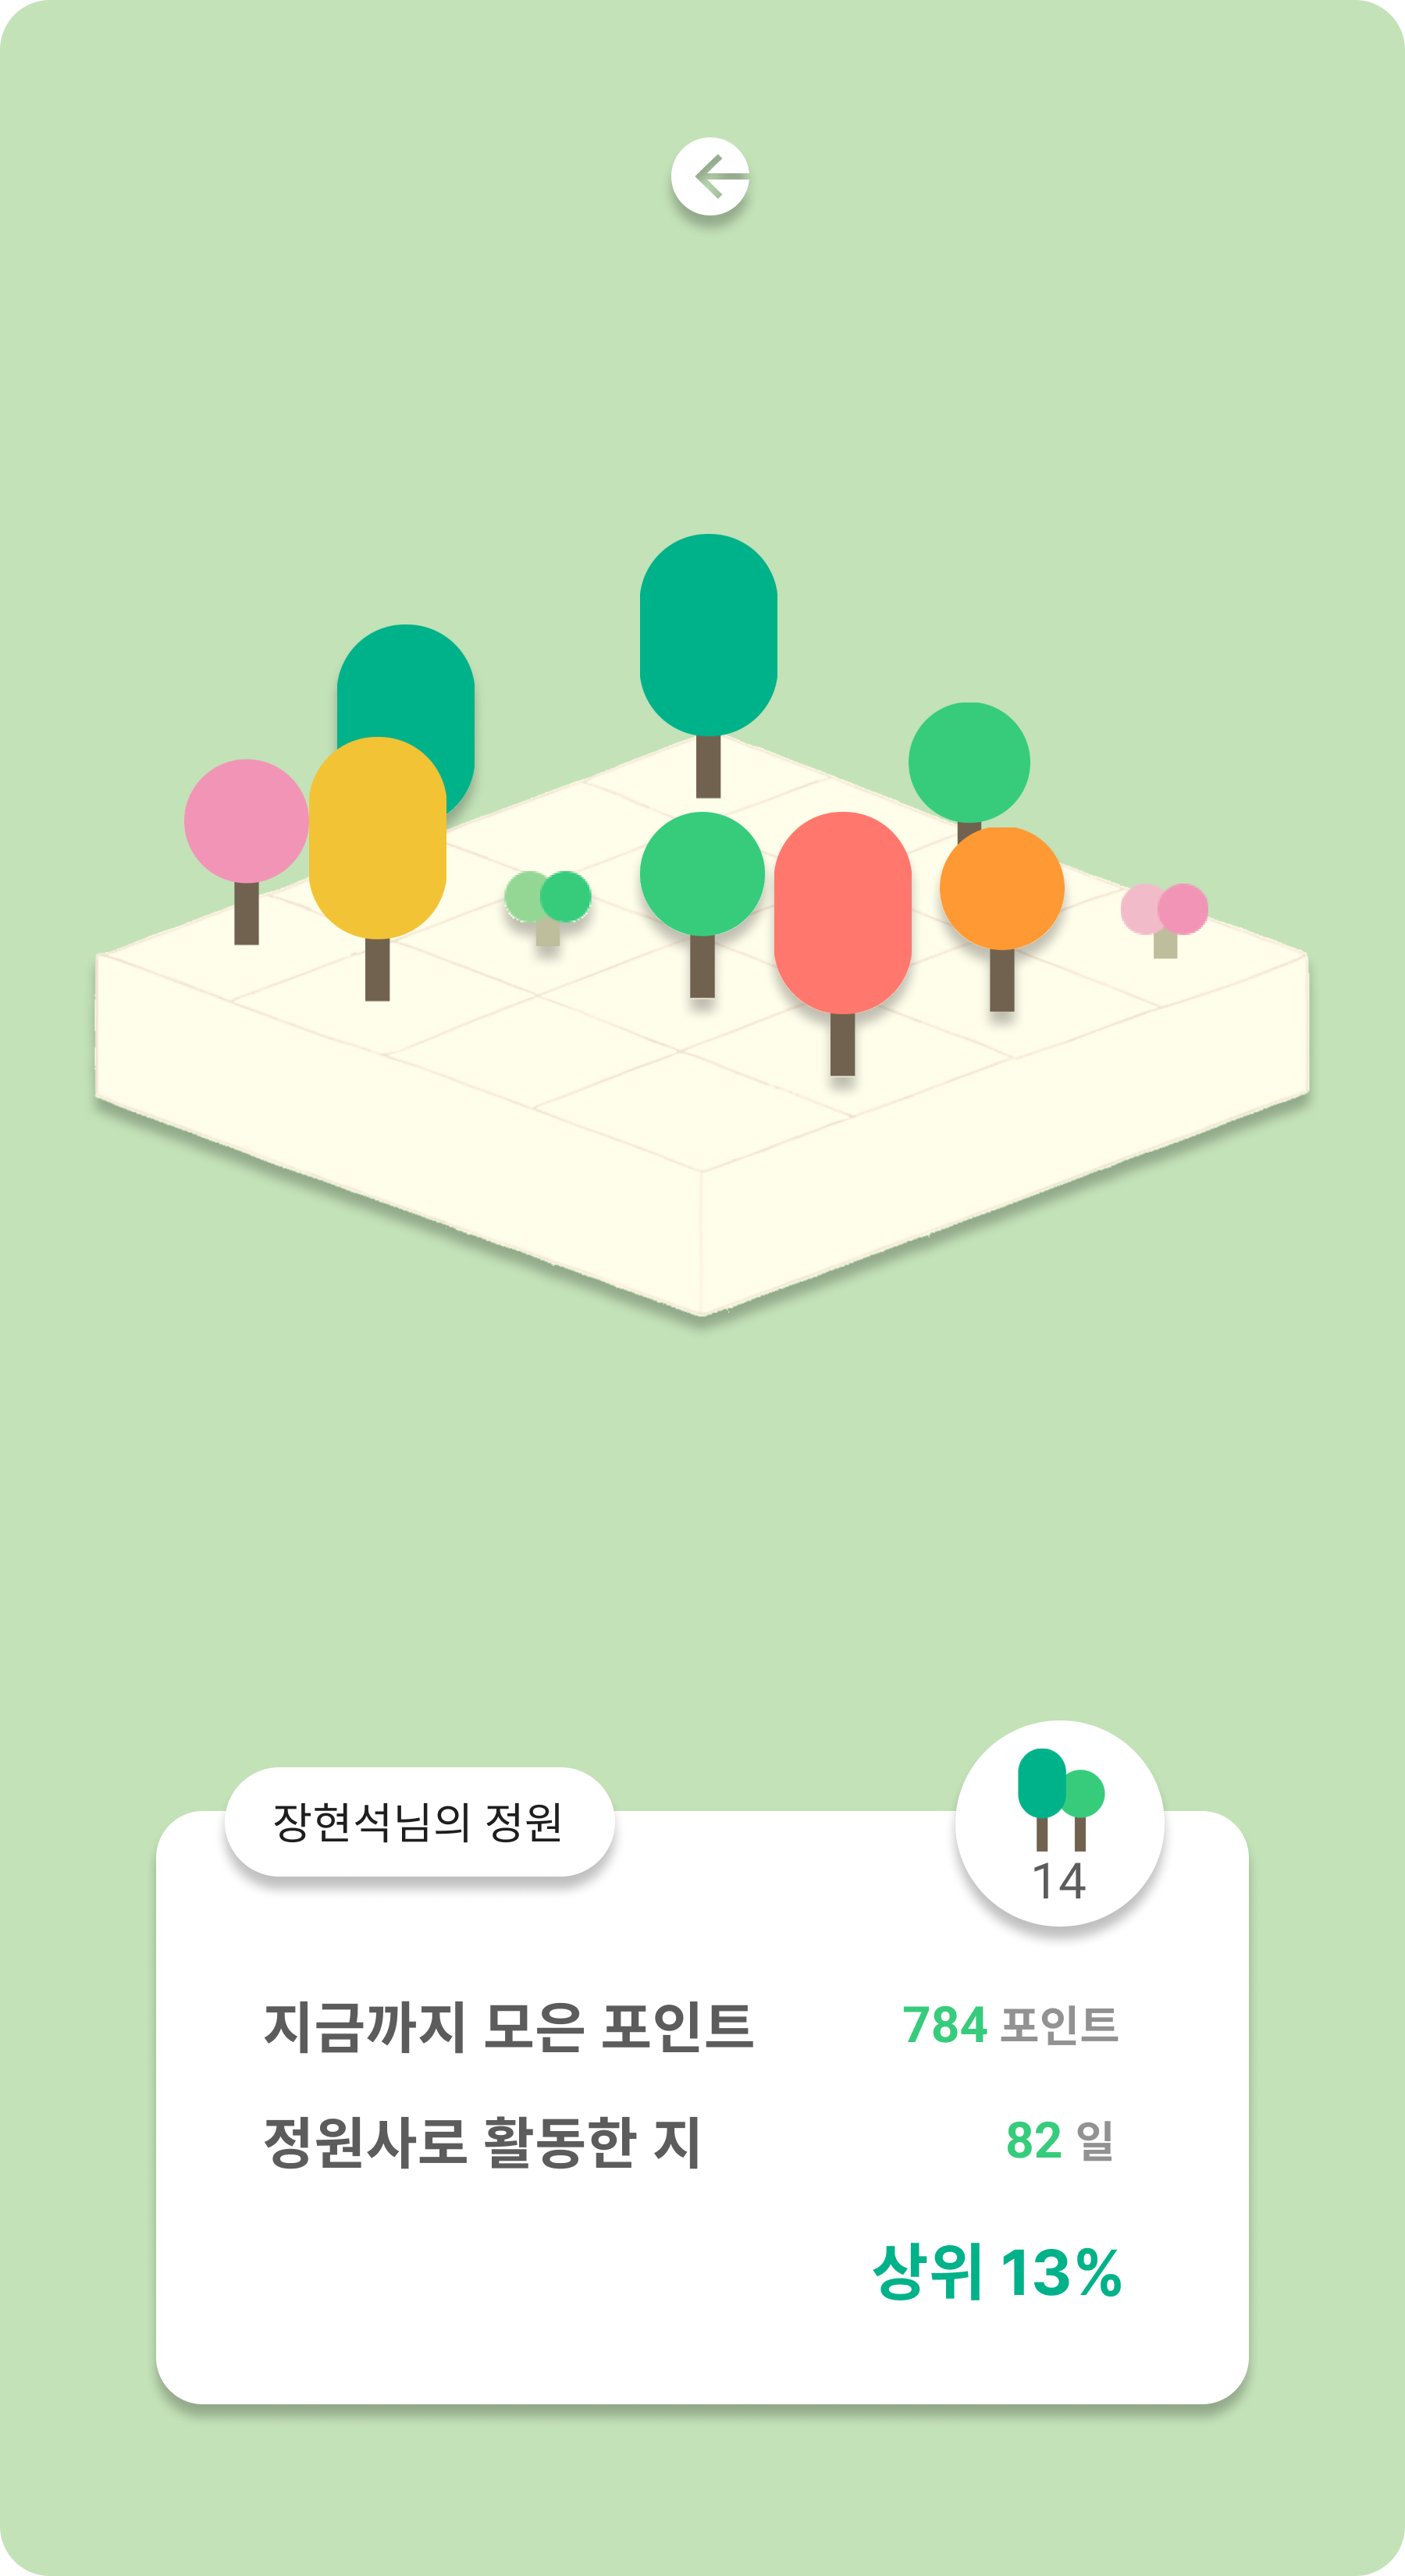 장현석님의 정원
14
지금까지 모은 포인트 784 포인트
정원사로 활동한 지 82 일
상위 13%